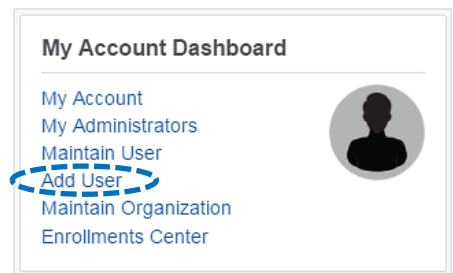 My Account Dashboard
My Account
My Administrators
Maintain User
Add User
Maintain Organization
Enrollments Center